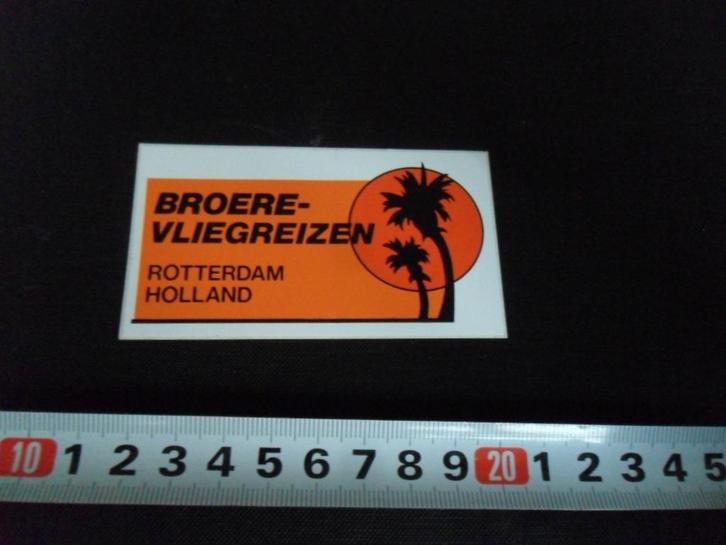 BROERE-
VLIEGREIZEN
ROTTERDAM
HOLLAND
10 1 2 3 4 5 6 7 8 9 20 1 2 3 4 5